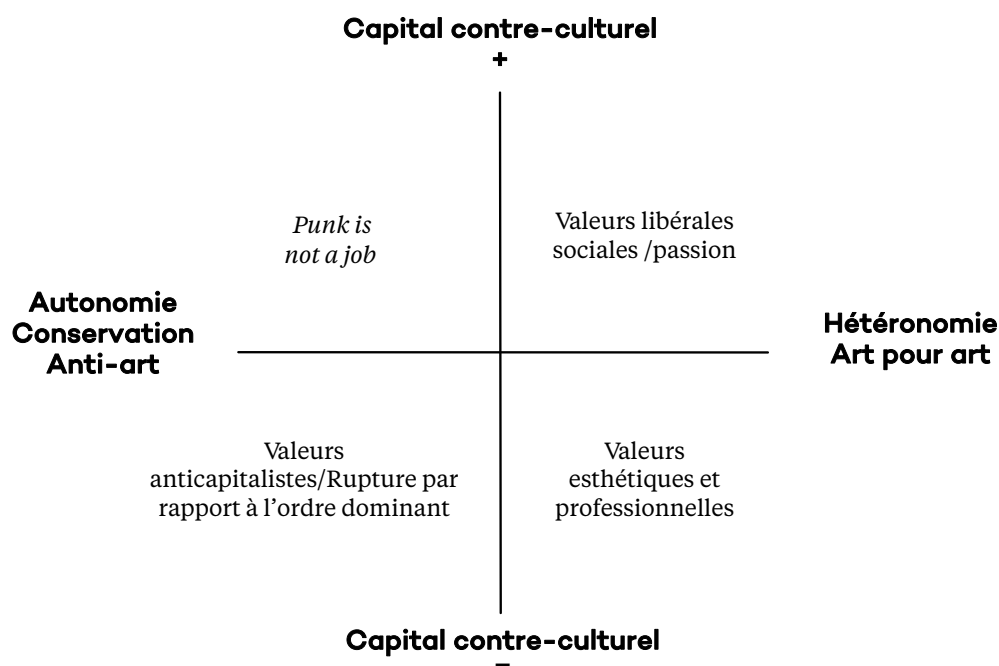 Capital contre-culturel
+
Punk is
not a job
Valeurs libérales
sociales /passion
Autonomie
Conservation
Anti-art
Hétéronomie
Art pour art
Valeurs
anticapitalistes/Rupture par
rapport à l’ordre dominant
Valeurs
esthétiques et
professionnelles
Capital contre-culturel
–